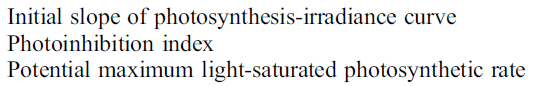 Initial slope of photosynthesis-irradiance curve
Photoinhibition index
Potential maximum light-saturated photosynthetic rate